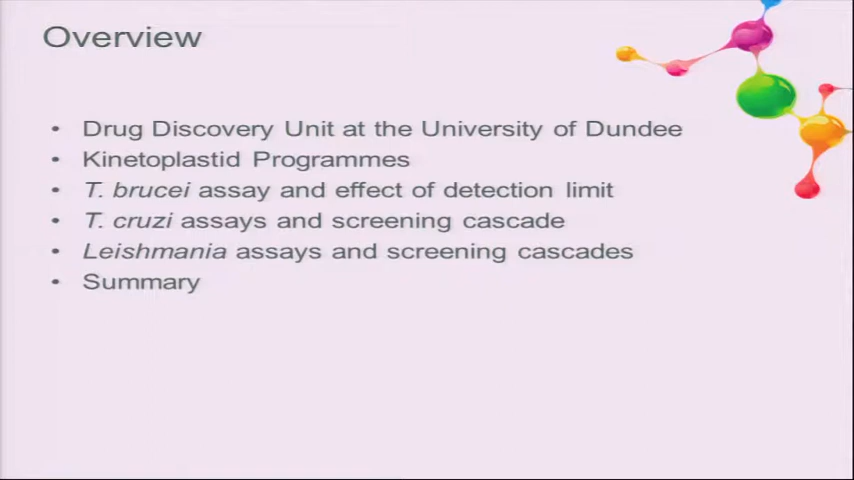 Overview
• Drug Discovery Unit at the University of Dundee
• Kinetoplastid Programmes
• T. brucei assay and effect of detection limit
• T. cruzi assays and screening cascade
• Leishmania assays and screening cascades
• Summary